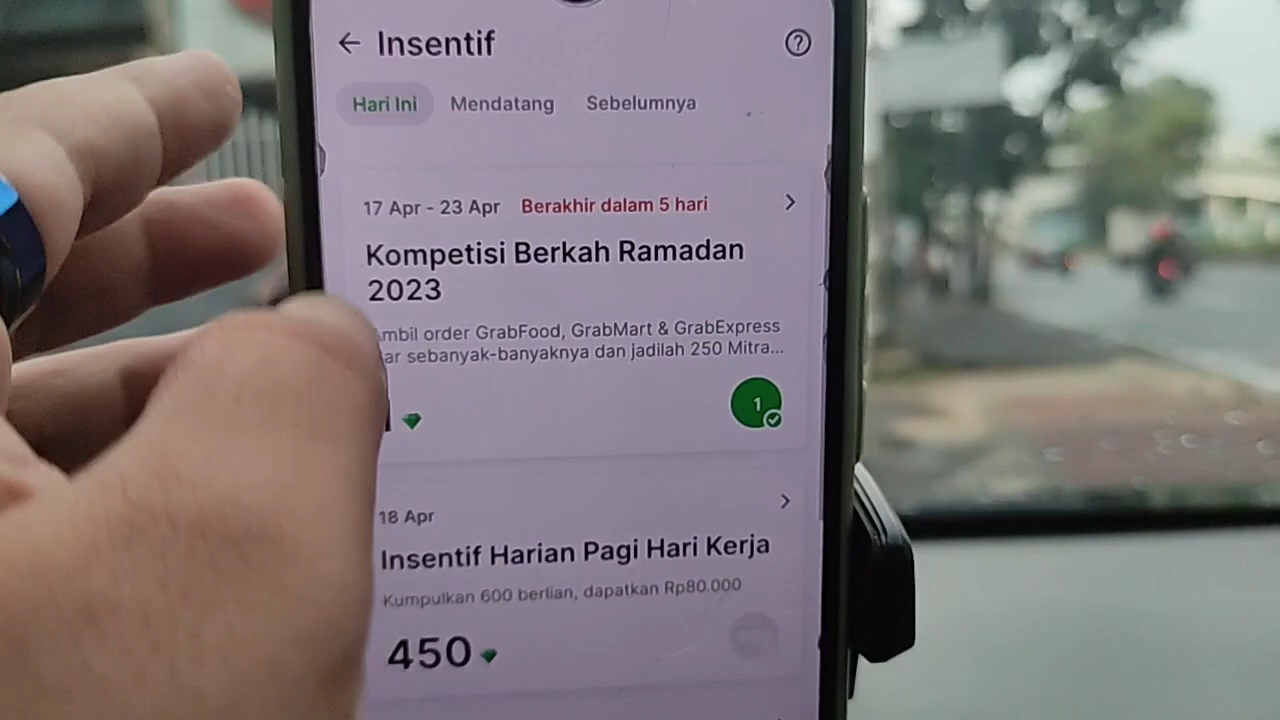 ← Insentif ?
Hari Ini Mendatang Sebelumnya
17 Apr - 23 Apr Berakhir dalam 5 hari
Kompetisi Berkah Ramadan
2023
mbil order GrabFood, GrabMart & GrabExpress
ar sebanyak-banyaknya dan jadilah 250 Mitra...
1
18 Apr
Insentif Harian Pagi Hari Kerja
Kumpulkan 600 berlian, dapatkan Rp80.000
450